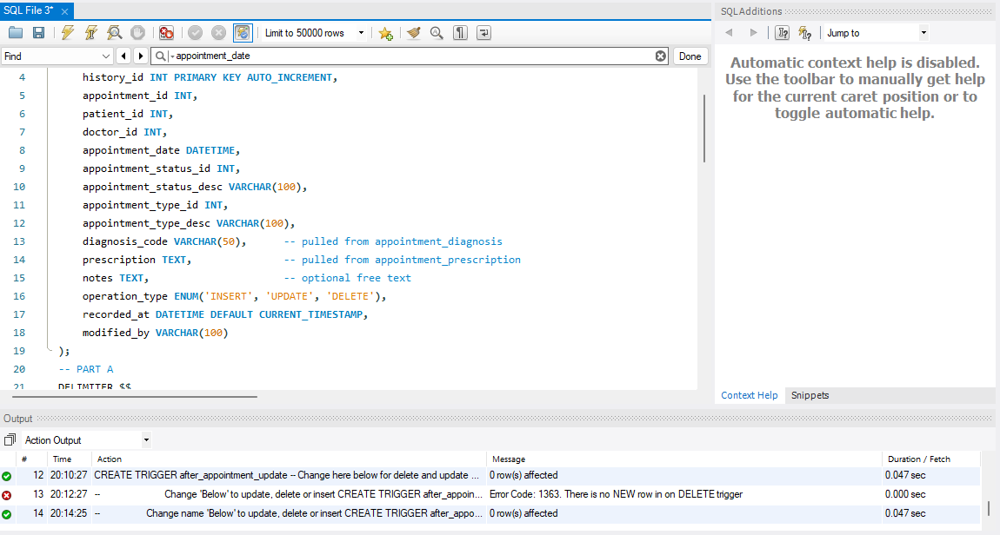 SQL File 3*
SQLAdditions
Limit to 50000 rows
Jump to
Find
appointment_date
Done
Automatic context help is disabled.
Use the toolbar to manually get help
for the current caret position or to
toggle automatic help.
4 history_id INT PRIMARY KEY AUTO_INCREMENT,
5 appointment_id INT,
6 patient_id INT,
7 doctor_id INT,
8 appointment_date DATETIME,
9 appointment_status_id INT,
10 appointment_status_desc VARCHAR(100),
11 appointment_type_id INT,
12 appointment_type_desc VARCHAR(100),
13 diagnosis_code VARCHAR(50), -- pulled from appointment_diagnosis
14 prescription TEXT, -- pulled from appointment_prescription
15 notes TEXT, -- optional free text
16 operation_type ENUM('INSERT', 'UPDATE', 'DELETE'),
17 recorded_at DATETIME DEFAULT CURRENT_TIMESTAMP,
18 modified_by VARCHAR(100)
19 );
20 -- PART A
21 DELIMITER $$
Context Help Snippets
Output
Action Output
# Time Action Message Duration / Fetch
12 20:10:27 CREATE TRIGGER after_appointment_update -- Change here below for delete and update ... 0 row(s) affected 0.047 sec
13 20:12:27 -- Change 'Below' to update, delete or insert CREATE TRIGGER after_appoin... Error Code: 1363. There is no NEW row in on DELETE trigger 0.000 sec
14 20:14:25 -- Change name 'Below' to update, delete or insert CREATE TRIGGER after_appo... 0 row(s) affected 0.047 sec